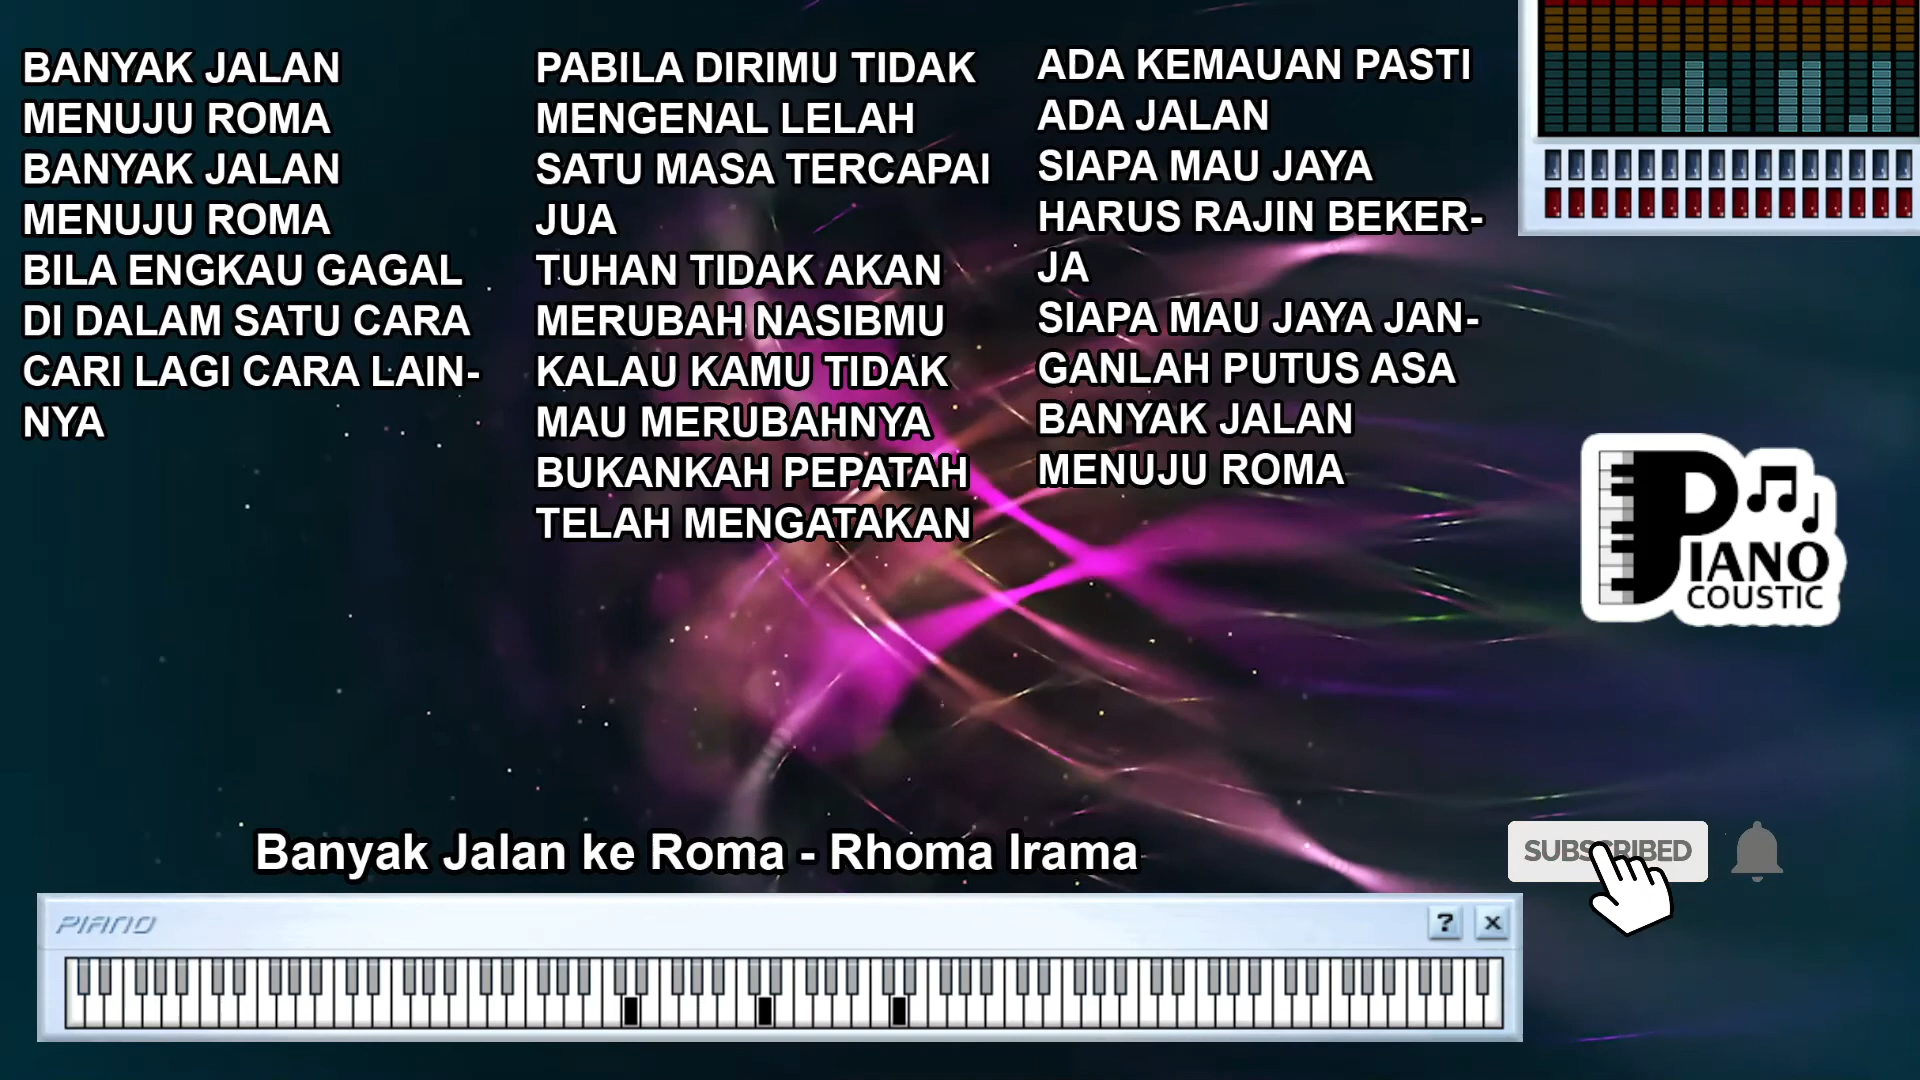 BANYAK JALAN
MENUJU ROMA
BANYAK JALAN
MENUJU ROMA
BILA ENGKAU GAGAL
DI DALAM SATU CARA
CARI LAGI CARA LAIN-
NYA
PABILA DIRIMU TIDAK
MENGENAL LELAH
SATU MASA TERCAPAI
JUA
TUHAN TIDAK AKAN
MERUBAH NASIBMU
KALAU KAMU TIDAK
MAU MERUBAHNYA
BUKANKAH PEPATAH
TELAH MENGATAKAN
ADA KEMAUAN PASTI
ADA JALAN
SIAPA MAU JAYA
HARUS RAJIN BEKER-
JA
SIAPA MAU JAYA JAN-
GANLAH PUTUS ASA
BANYAK JALAN
MENUJU ROMA
PIANO
COUSTIC
Banyak Jalan ke Roma - Rhoma Irama
SUBSCRIBED
PIANO
? x